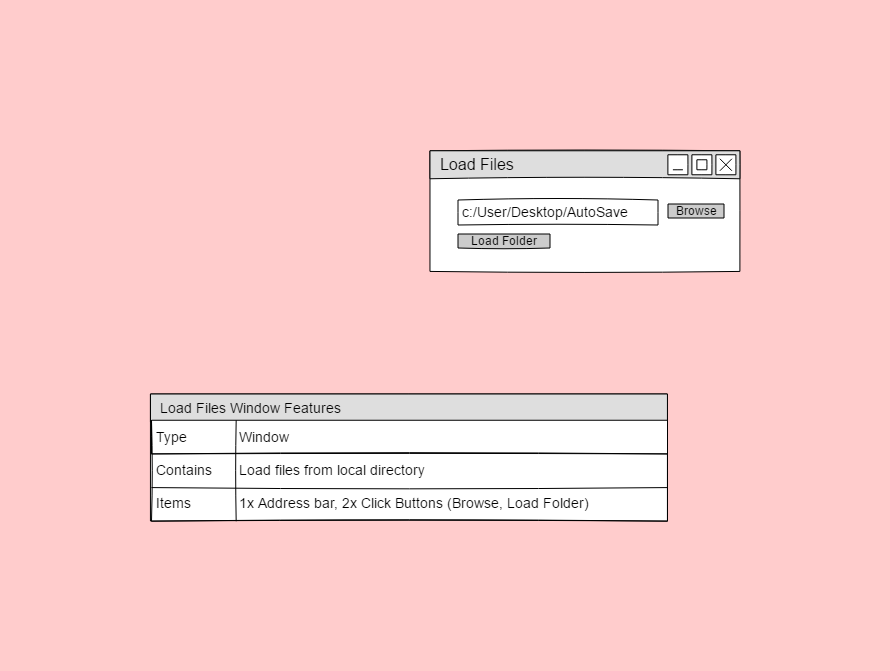 Load Files
c:/User/Desktop/AutoSave
Browse
Load Folder
Load Files Window Features
Type Window
Contains Load files from local directory
Items 1x Address bar, 2x Click Buttons (Browse, Load Folder)